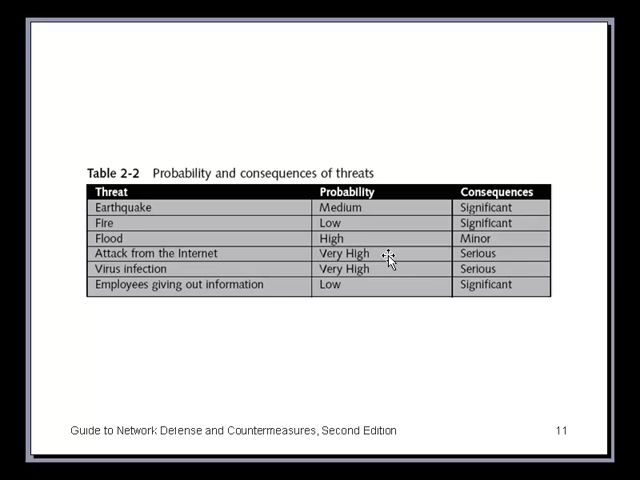 Table 2-2 Probability and consequences of threats
Threat Probability Consequences
Earthquake Medium Significant
Fire Low Significant
Flood High Minor
Attack from the Internet Very High Serious
Virus infection Very High Serious
Employees giving out information Low Significant
Guide to Network Defense and Countermeasures, Second Edition 11